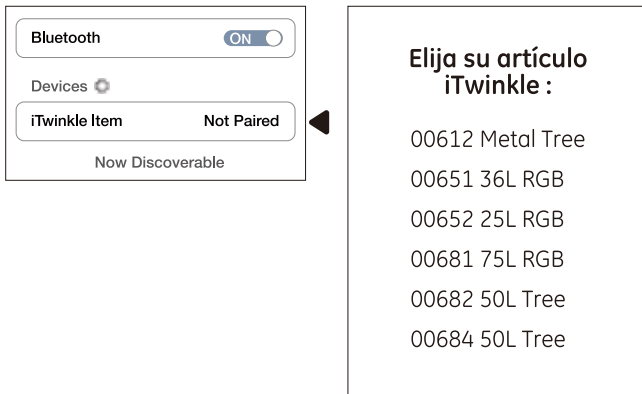 Bluetooth ON
Devices
iTwinkle Item Not Paired
Now Discoverable
Elija su artículo
iTwinkle :
00612 Metal Tree
00651 36L RGB
00652 25L RGB
00681 75L RGB
00682 50L Tree
00684 50L Tree